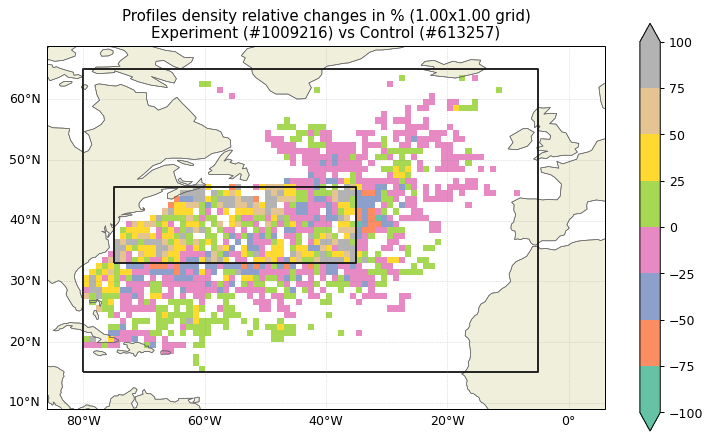 Profiles density relative changes in % (1.00x1.00 grid)
Experiment (#1009216) vs Control (#613257)
60°N
50°N
40°N
30°N
20°N
10°N
80°W
60°W
40°W
20°W
0°
100
75
50
25
0
−25
−50
−75
−100